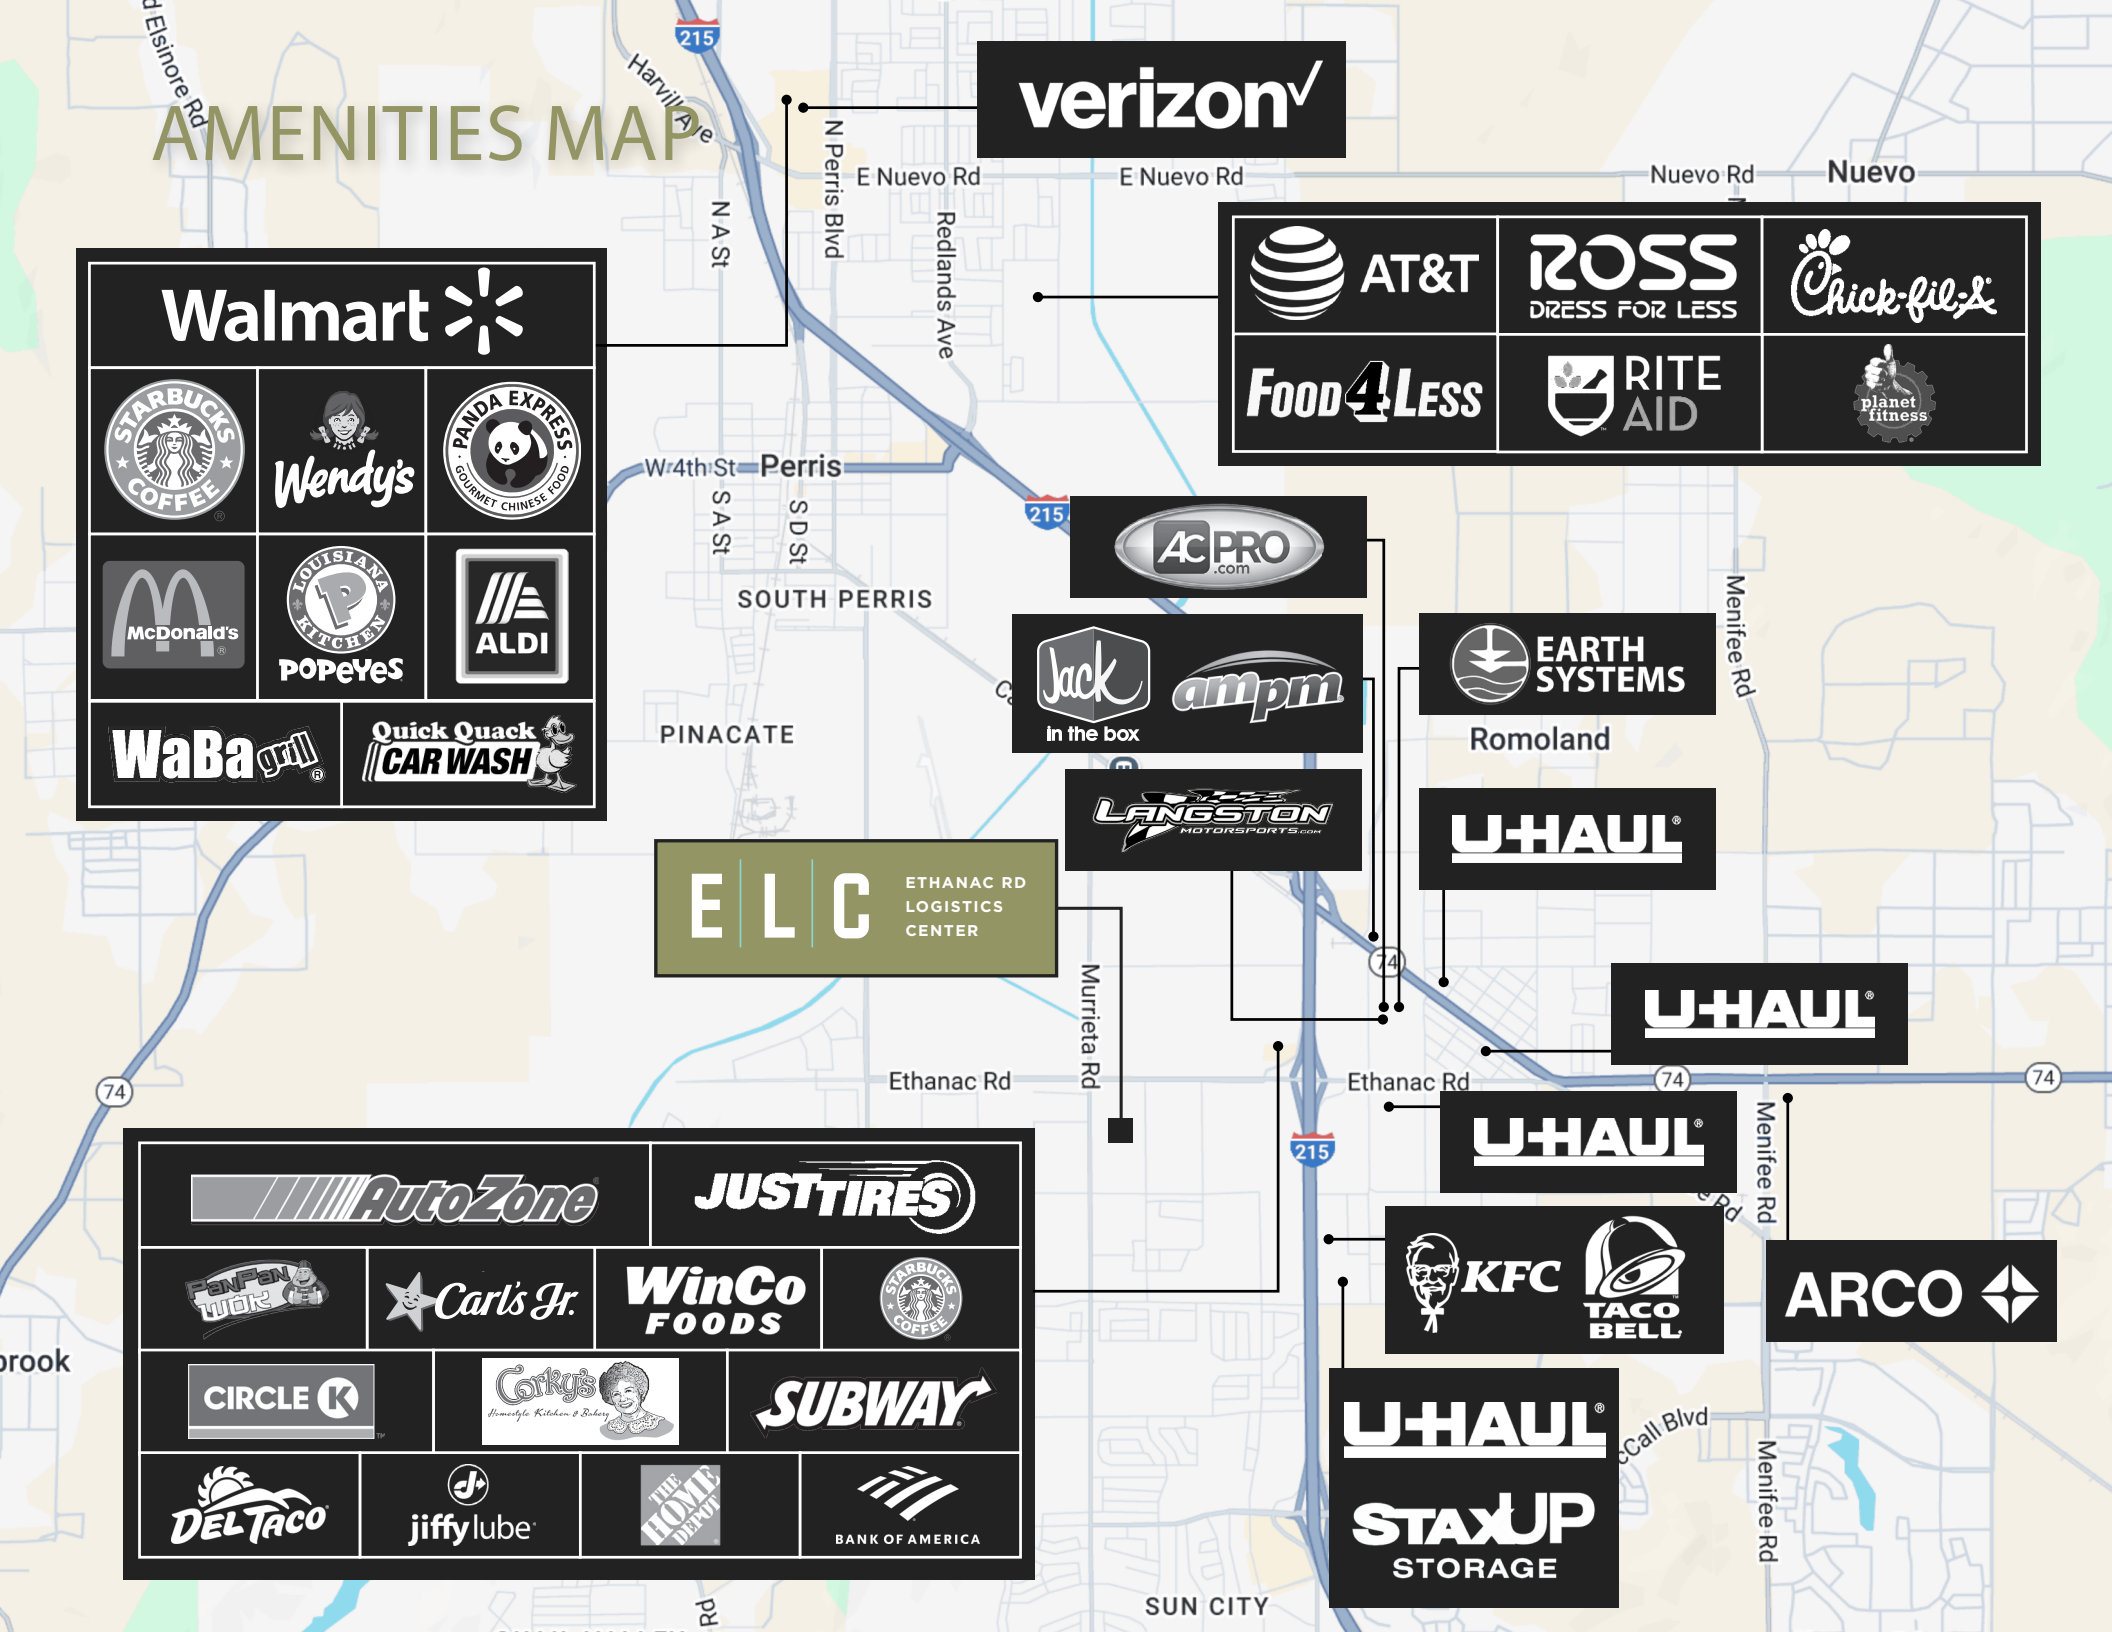 d Elsinore Rd
AMENITIES MAP
215
Harvill Ave
verizon
N Perris Blvd
E Nuevo Rd
E Nuevo Rd
Nuevo Rd
Nuevo
N A St
Redlands Ave
Walmart
STARBUCKS
COFFEE
®
Wendy's
PANDA EXPRESS
GOURMET CHINESE FOOD
McDonald's
®
LOUISIANA
P
KITCHEN
POPEYES
ALDI
WaBa grill
®
Quick Quack
CAR WASH
AT&T
ROSS
DRESS FOR LESS
Chick-fil-A
FOOD 4 LESS
RITE
AID
planet
fitness
W 4th St
Perris
S A St
S D St
215
AC PRO
.com
SOUTH PERRIS
Jack
in the box
ampm
EARTH
SYSTEMS
Menifee Rd
Romoland
PINACATE
LANGSTON
MOTORSPORTS.COM
U-HAUL®
E L C
ETHANAC RD
LOGISTICS
CENTER
74
Murrieta Rd
U-HAUL®
Ethanac Rd
Ethanac Rd
74
74
74
U-HAUL®
Menifee Rd
e Rd
215
AutoZone
JUST TIRES
PanPan
WOK
Carl's Jr.
WinCo
FOODS
STARBUCKS
COFFEE
CIRCLE K
TM
Corky's
Homestyle Kitchen & Bakery
SUBWAY
DEL TACO
jiffy lube
THE
HOME
DEPOT
BANK OF AMERICA
KFC
TACO
BELL
ARCO
brook
U-HAUL®
STAXUP
STORAGE
cCall Blvd
Menifee Rd
SUN CITY
Rd